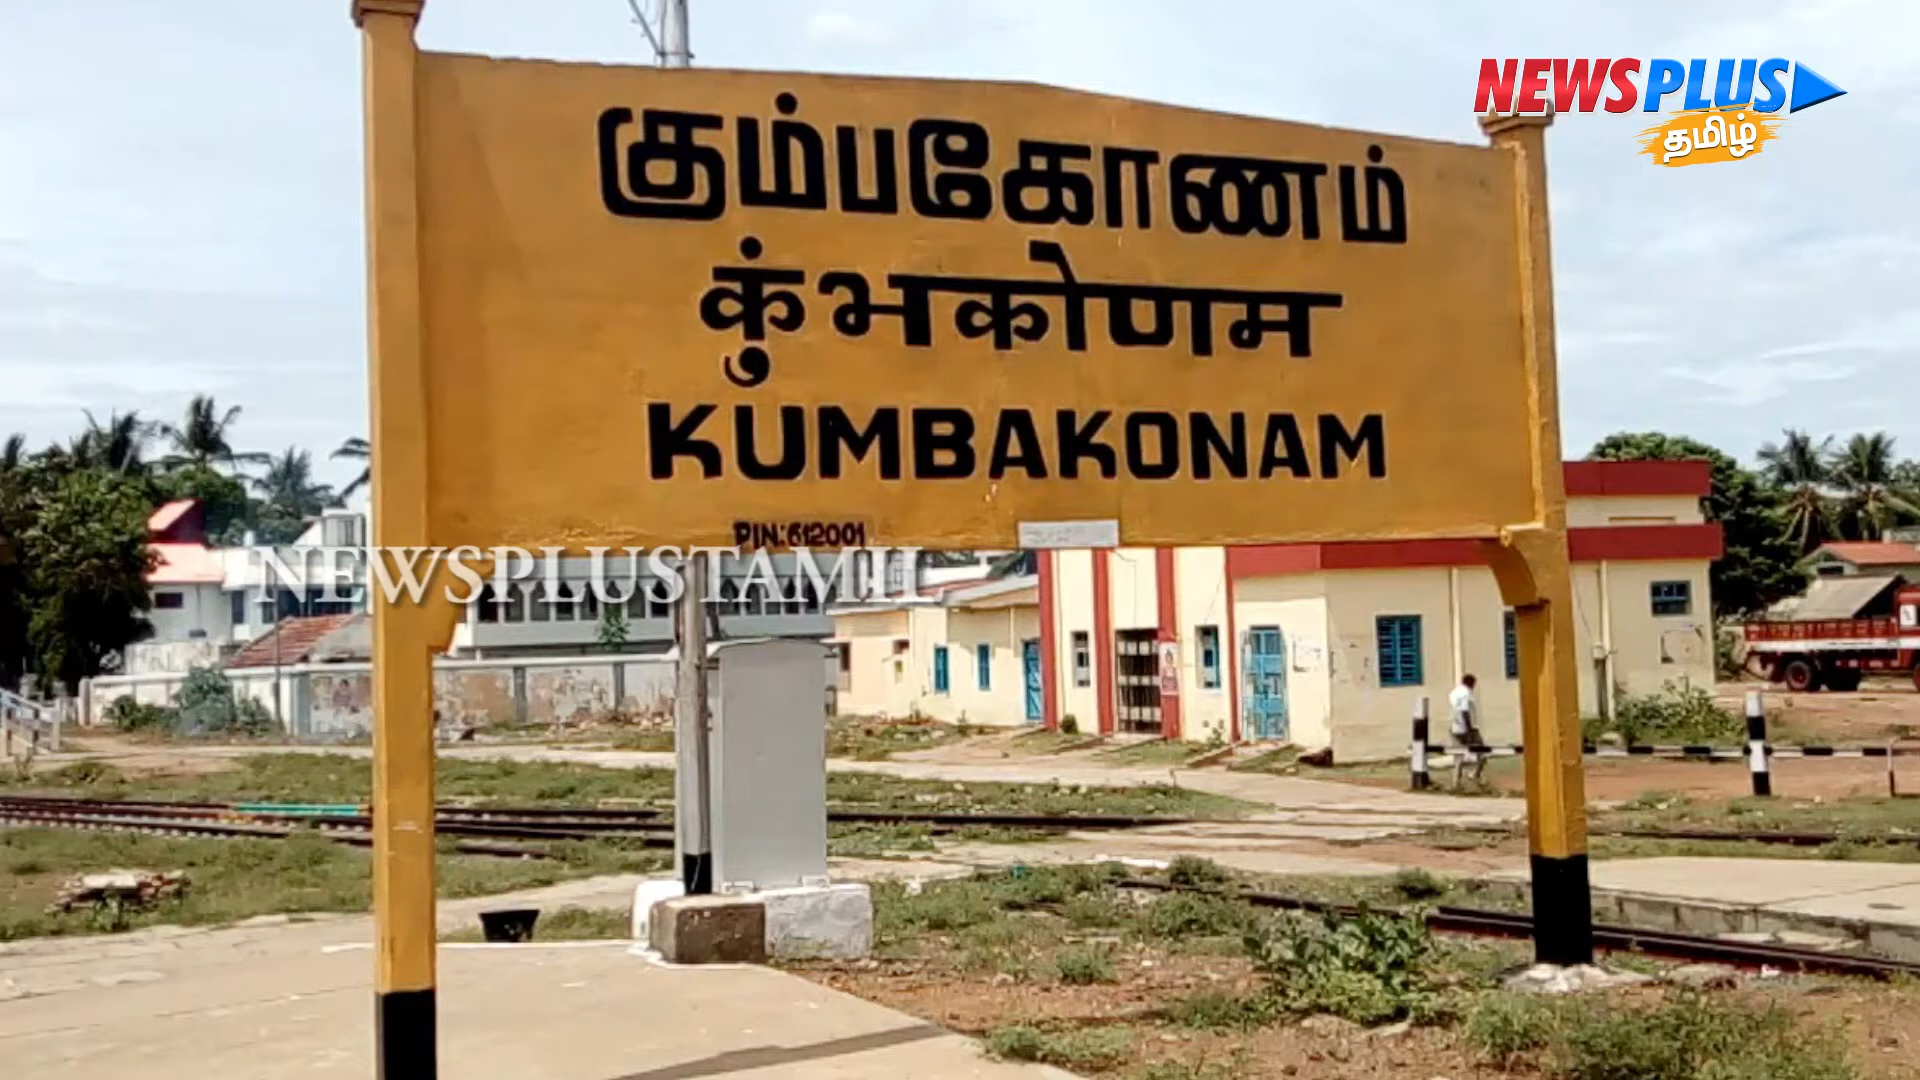 NEWSPLUS
தமிழ்
கும்பகோணம்
कुंभकोणम
KUMBAKONAM
PIN:612001
NEWSPLUSTAMIL